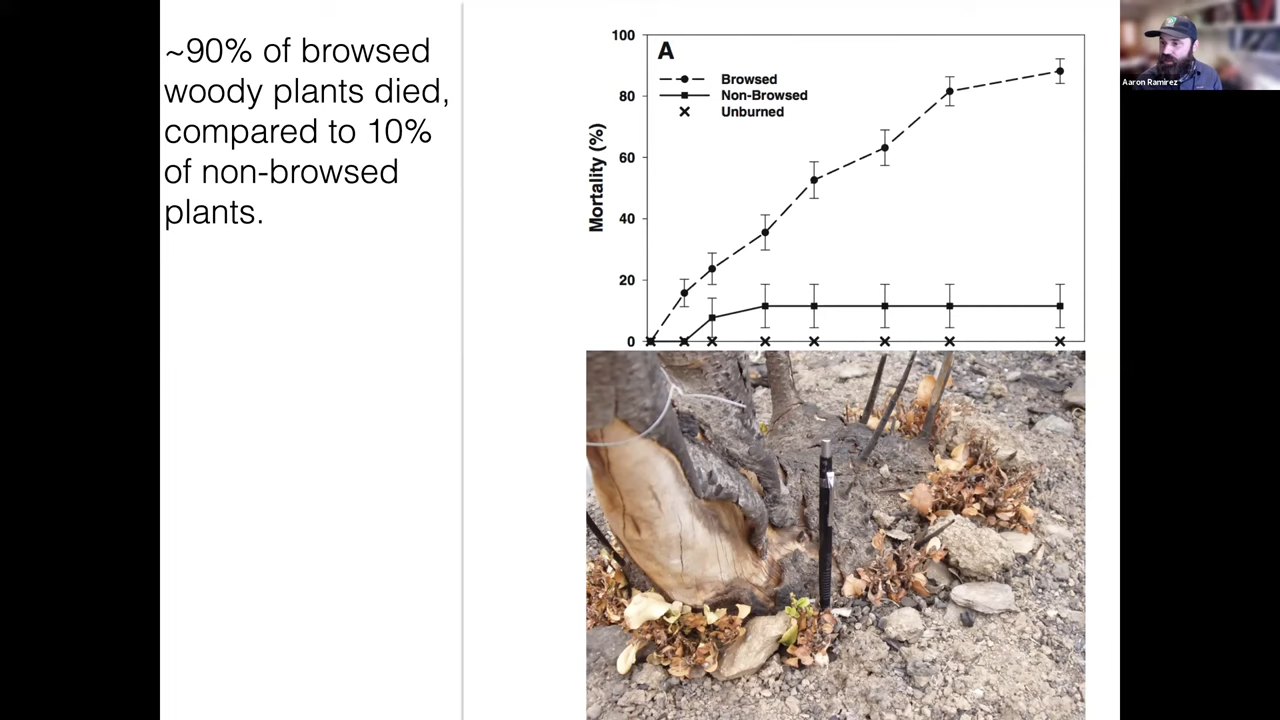 ~90% of browsed
woody plants died,
compared to 10%
of non-browsed
plants.
A
Browsed
Non-Browsed
Unburned
Mortality (%)
100
80
60
40
20
0
Aaron Ramirez